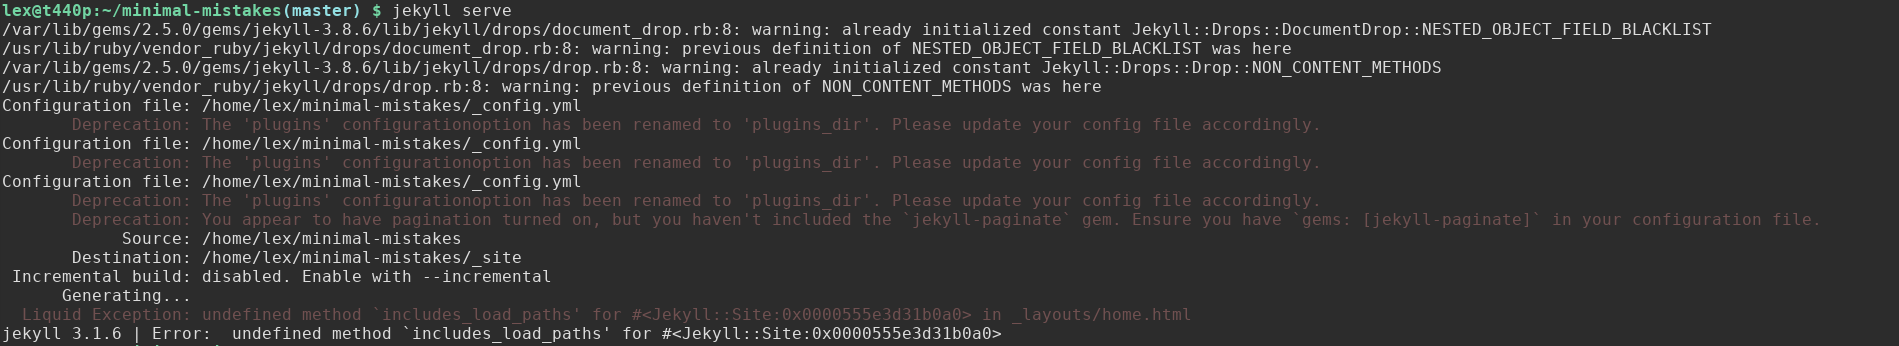 lex@t440p:~/minimal-mistakes(master) $ jekyll serve
/var/lib/gems/2.5.0/gems/jekyll-3.8.6/lib/jekyll/drops/document_drop.rb:8: warning: already initialized constant Jekyll::Drops::DocumentDrop::NESTED_OBJECT_FIELD_BLACKLIST
/usr/lib/ruby/vendor_ruby/jekyll/drops/document_drop.rb:8: warning: previous definition of NESTED_OBJECT_FIELD_BLACKLIST was here
/var/lib/gems/2.5.0/gems/jekyll-3.8.6/lib/jekyll/drops/drop.rb:8: warning: already initialized constant Jekyll::Drops::Drop::NON_CONTENT_METHODS
/usr/lib/ruby/vendor_ruby/jekyll/drops/drop.rb:8: warning: previous definition of NON_CONTENT_METHODS was here
Configuration file: /home/lex/minimal-mistakes/_config.yml
Deprecation: The 'plugins' configurationoption has been renamed to 'plugins_dir'. Please update your config file accordingly.
Configuration file: /home/lex/minimal-mistakes/_config.yml
Deprecation: The 'plugins' configurationoption has been renamed to 'plugins_dir'. Please update your config file accordingly.
Configuration file: /home/lex/minimal-mistakes/_config.yml
Deprecation: The 'plugins' configurationoption has been renamed to 'plugins_dir'. Please update your config file accordingly.
Deprecation: You appear to have pagination turned on, but you haven't included the `jekyll-paginate` gem. Ensure you have `gems: [jekyll-paginate]` in your configuration file.
Source: /home/lex/minimal-mistakes
Destination: /home/lex/minimal-mistakes/_site
Incremental build: disabled. Enable with --incremental
Generating...
Liquid Exception: undefined method `includes_load_paths' for #<Jekyll::Site:0x0000555e3d31b0a0> in _layouts/home.html
jekyll 3.1.6 | Error:  undefined method `includes_load_paths' for #<Jekyll::Site:0x0000555e3d31b0a0>